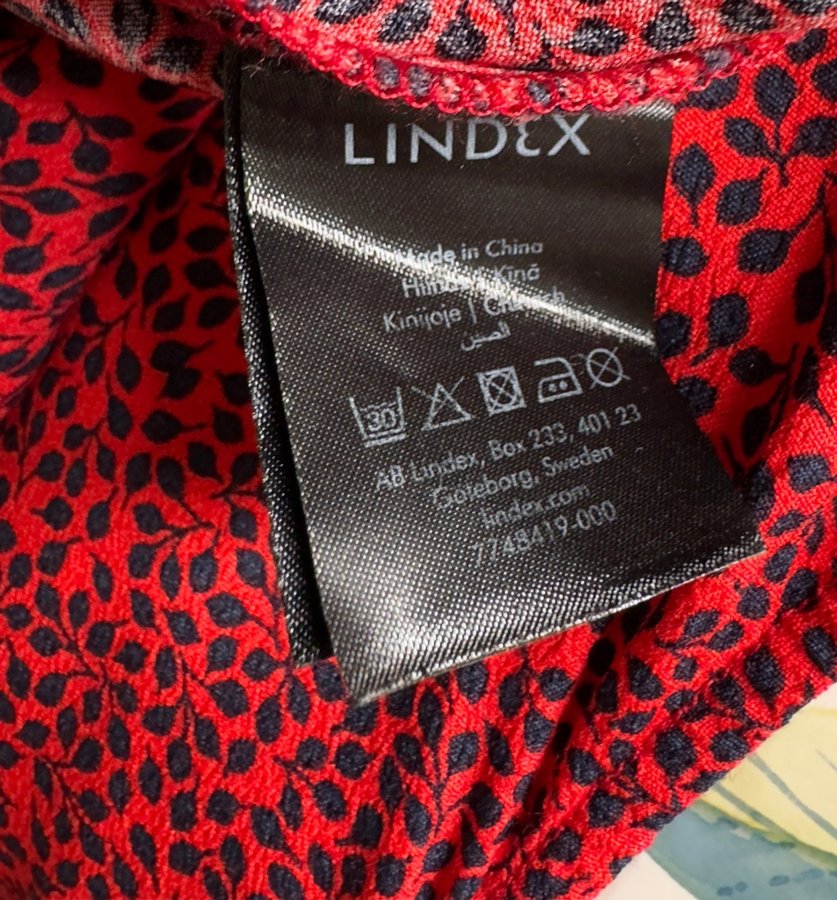 LINDEX
Made in China
Kīnā
Kinijoje |
الصين
30
AB Lindex, Box 233, 401 23
Göteborg, Sweden
lindex.com
7748419-000